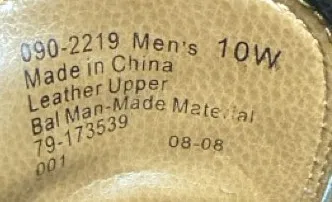 090-2219 Men's 10W
Made in China
Leather Upper
Bal Man-Made Material
79-173539 08-08
001